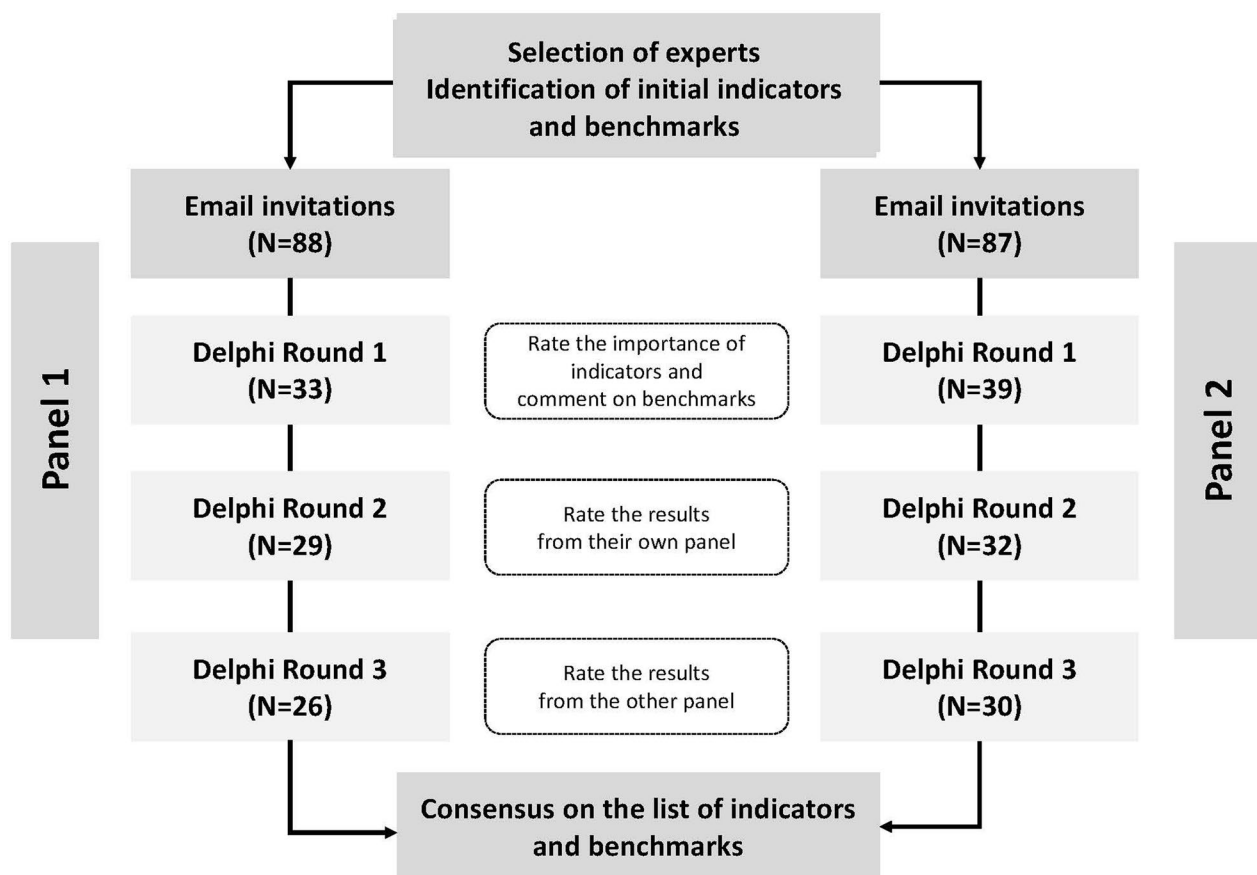 Selection of experts
Identification of initial indicators
and benchmarks
Email invitations
(N=88)
Email invitations
(N=87)
Panel 1
Panel 2
Delphi Round 1
(N=33)
Rate the importance of
indicators and
comment on benchmarks
Delphi Round 1
(N=39)
Delphi Round 2
(N=29)
Rate the results
from their own panel
Delphi Round 2
(N=32)
Delphi Round 3
(N=26)
Rate the results
from the other panel
Delphi Round 3
(N=30)
Consensus on the list of indicators
and benchmarks